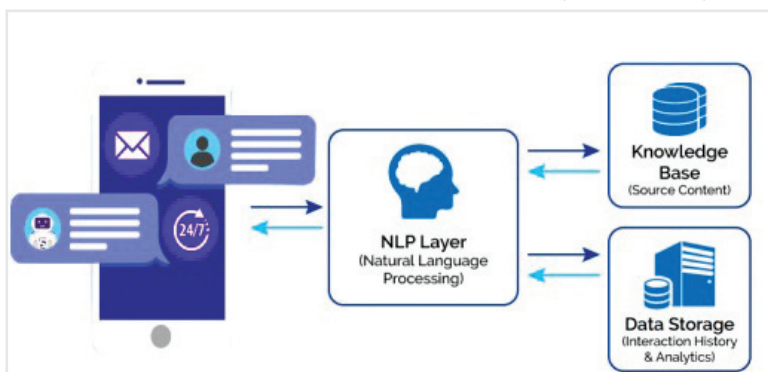 24/7
NLP Layer
(Natural Language
Processing)
Knowledge
Base
(Source Content)
Data Storage
(Interaction History
& Analytics)